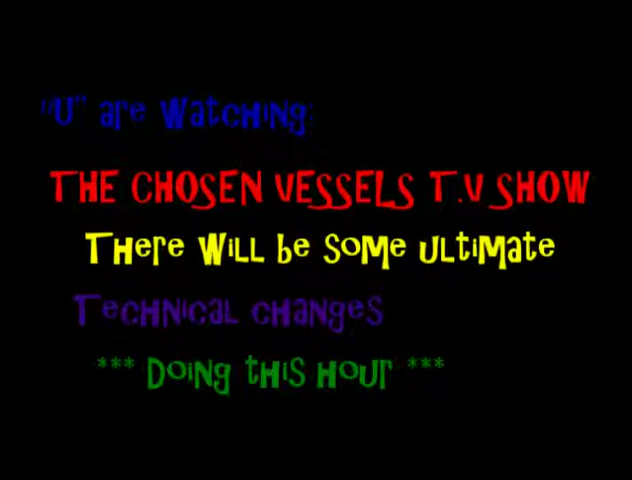 "U" are Watching:
THE CHOSEN VESSELS T.V SHOW
There will be some ultimate
Technical changes
*** Doing this hour ***